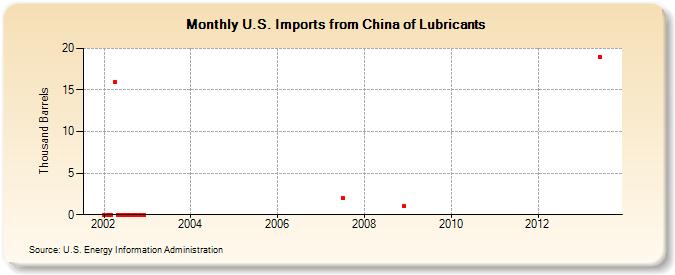 Monthly U.S. Imports from China of Lubricants
Thousand Barrels
20
15
10
5
0
2002 2004 2006 2008 2010 2012
Source: U.S. Energy Information Administration